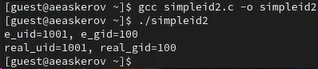 [guest@aeaskerov ~]$ gcc simpleid2.c -o simpleid2
[guest@aeaskerov ~]$ ./simpleid2
e_uid=1001, e_gid=100
real_uid=1001, real_gid=100
[guest@aeaskerov ~]$